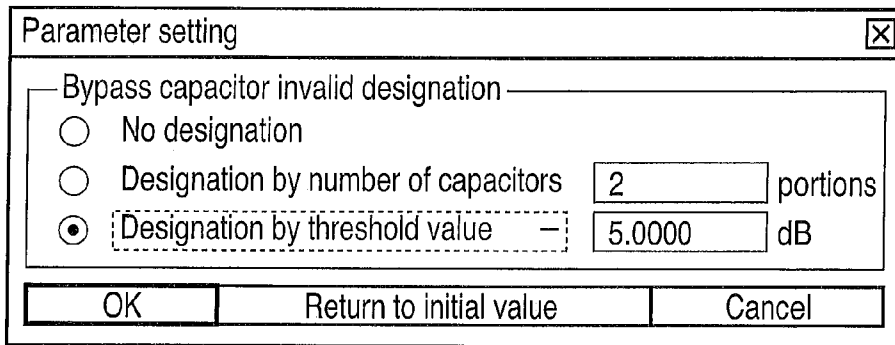 Parameter setting
Bypass capacitor invalid designation
No designation
Designation by number of capacitors 2 portions
Designation by threshold value – 5.0000 dB
OK Return to initial value Cancel